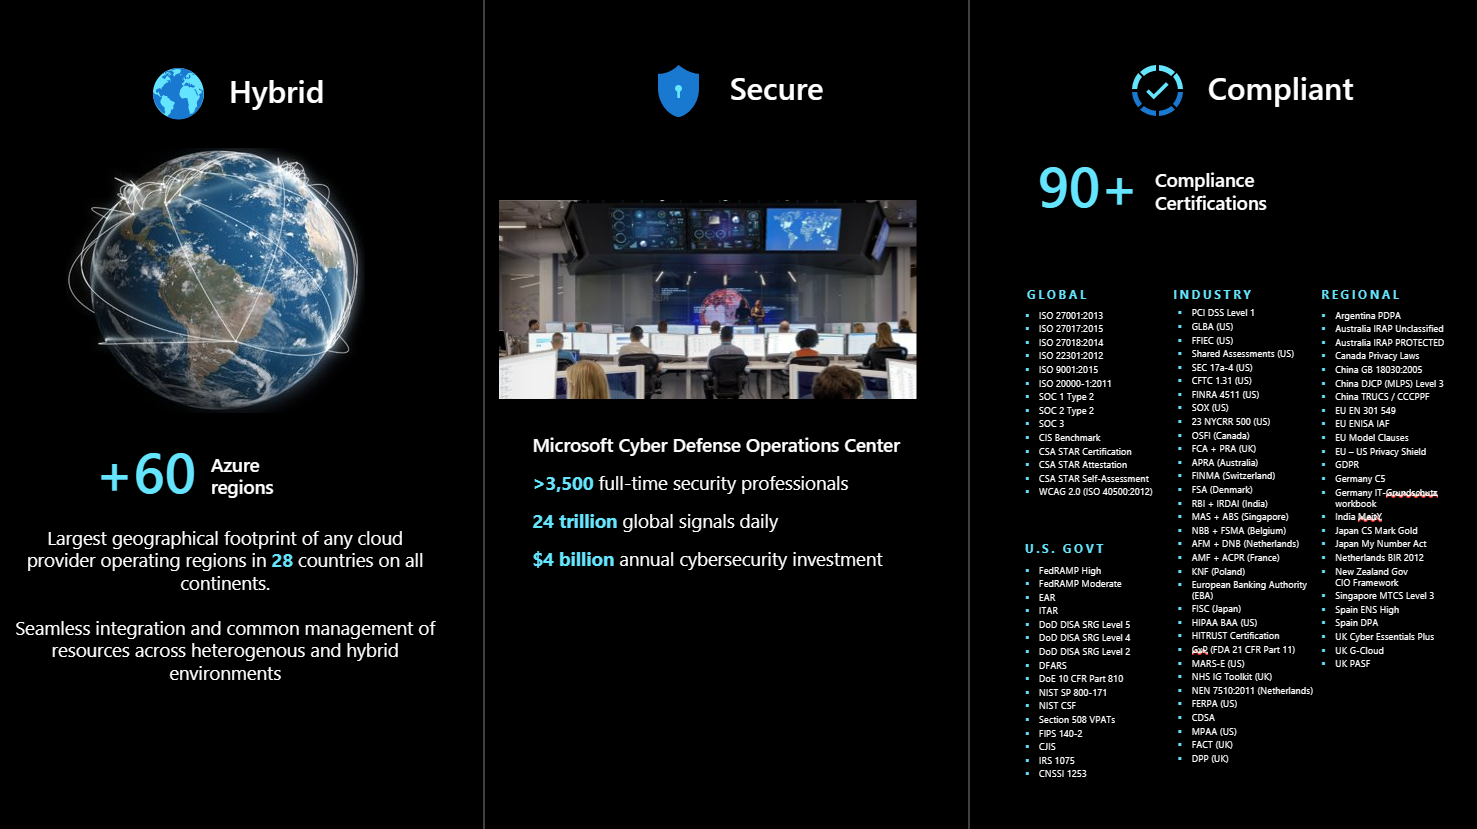 Hybrid
+60
Azure
regions
Largest geographical footprint of any cloud
provider operating regions in 28 countries on all
continents.
Seamless integration and common management of
resources across heterogenous and hybrid
environments
Secure
Microsoft Cyber Defense Operations Center
>3,500 full-time security professionals
24 trillion global signals daily
$4 billion annual cybersecurity investment
Compliant
90+
Compliance
Certifications
GLOBAL
ISO 27001:2013
ISO 27017:2015
ISO 27018:2014
ISO 22301:2012
ISO 9001:2015
ISO 20000-1:2011
SOC 1 Type 2
SOC 2 Type 2
SOC 3
CIS Benchmark
CSA STAR Certification
CSA STAR Attestation
CSA STAR Self-Assessment
WCAG 2.0 (ISO 40500:2012)
U.S. GOVT
FedRAMP High
FedRAMP Moderate
EAR
ITAR
DoD DISA SRG Level 5
DoD DISA SRG Level 4
DoD DISA SRG Level 2
DFARS
DoE 10 CFR Part 810
NIST SP 800-171
NIST CSF
Section 508 VPATs
FIPS 140-2
CJIS
IRS 1075
CNSSI 1253
INDUSTRY
PCI DSS Level 1
GLBA (US)
FFIEC (US)
Shared Assessments (US)
SEC 17a-4 (US)
CFTC 1.31 (US)
FINRA 4511 (US)
SOX (US)
23 NYCRR 500 (US)
OSFI (Canada)
FCA + PRA (UK)
APRA (Australia)
FINMA (Switzerland)
FSA (Denmark)
RBI + IRDAI (India)
MAS + ABS (Singapore)
NBB + FSMA (Belgium)
AFM + DNB (Netherlands)
AMF + ACPR (France)
KNF (Poland)
European Banking Authority
(EBA)
FISC (Japan)
HIPAA BAA (US)
HITRUST Certification
GxP (FDA 21 CFR Part 11)
MARS-E (US)
NHS IG Toolkit (UK)
NEN 7510:2011 (Netherlands)
FERPA (US)
CDSA
MPAA (US)
FACT (UK)
DPP (UK)
REGIONAL
Argentina PDPA
Australia IRAP Unclassified
Australia IRAP PROTECTED
Canada Privacy Laws
China GB 18030:2005
China DJCP (MLPS) Level 3
China TRUCS / CCCPPF
EU EN 301 549
EU ENISA IAF
EU Model Clauses
EU – US Privacy Shield
GDPR
Germany C5
Germany IT-Grundschutz
workbook
India MeitY
Japan CS Mark Gold
Japan My Number Act
Netherlands BIR 2012
New Zealand Gov
CIO Framework
Singapore MTCS Level 3
Spain ENS High
Spain DPA
UK Cyber Essentials Plus
UK G-Cloud
UK PASF